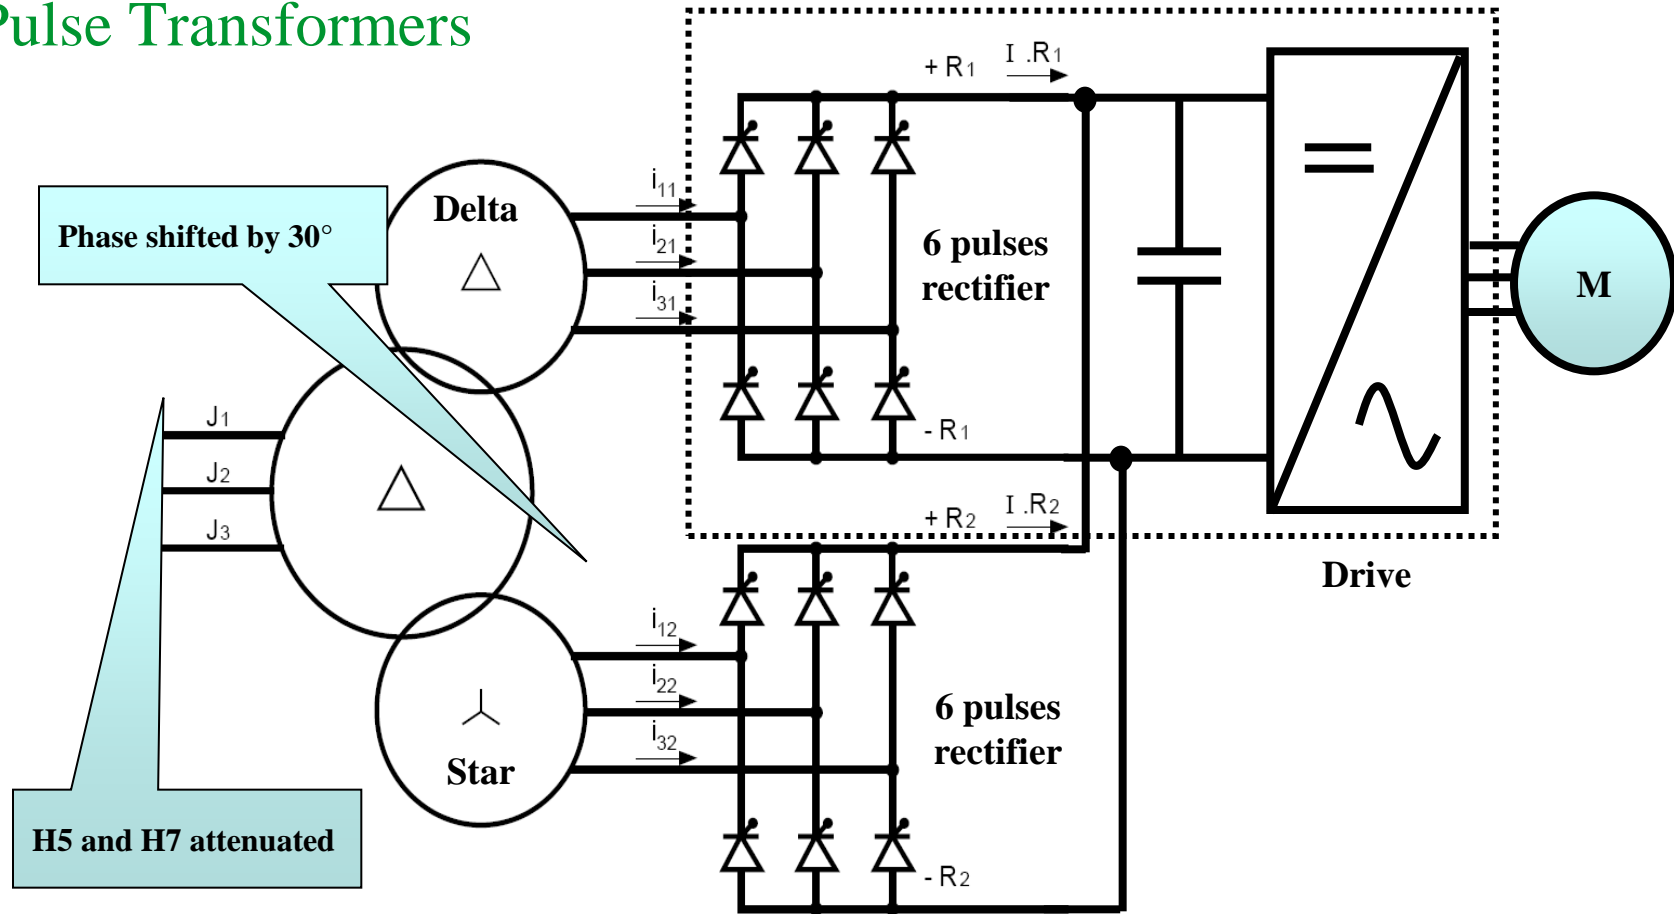 Pulse Transformers
+ R1
I .R1
Delta
i11
Phase shifted by 30°
i21
6 pulses
rectifier
i31
M
J1
- R1
J2
J3
+ R2
I .R2
Drive
i12
i22
6 pulses
rectifier
i32
Star
H5 and H7 attenuated
- R2